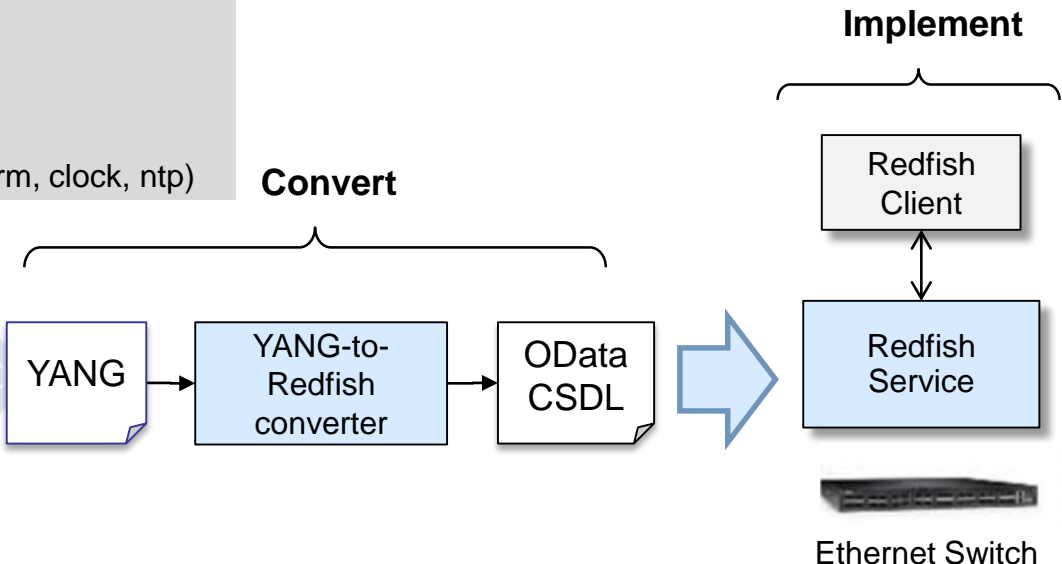 Implement
rm, clock, ntp)
Convert
Redfish
Client
YANG
YANG-to-
Redfish
converter
OData
CSDL
Redfish
Service
Ethernet Switch